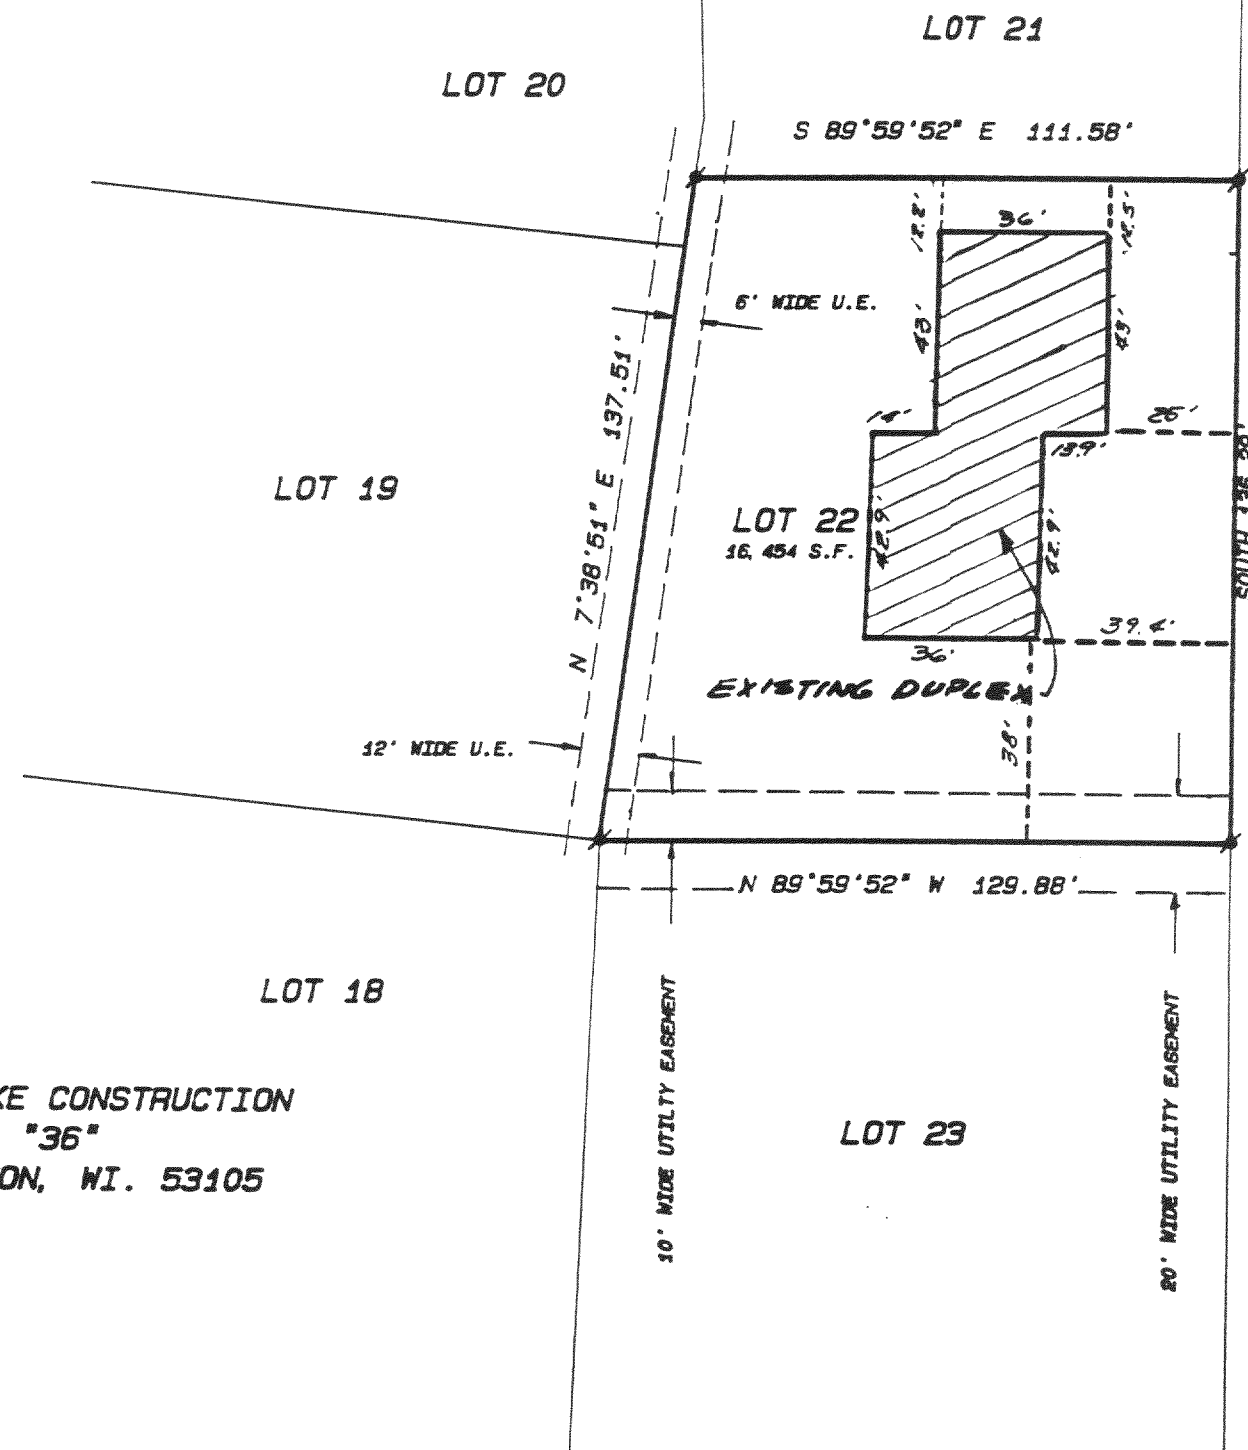 LOT 21
LOT 20
S 89°59'52" E 111.58'
12.2'
36'
12.5'
6' WIDE U.E.
43'
43'
N 7°38'51" E 137.51'
14'
26'
13.9'
LOT 19
LOT 22
16,454 S.F.
42.9'
42.9'
SOUTH
39.4'
36'
EXISTING DUPLEX
38'
12' WIDE U.E.
N 89°59'52" W 129.88'
LOT 18
10' WIDE UTILTY EASEMENT
20' WIDE UTILITY EASEMENT
KE CONSTRUCTION
"36"
ON, WI. 53105
LOT 23